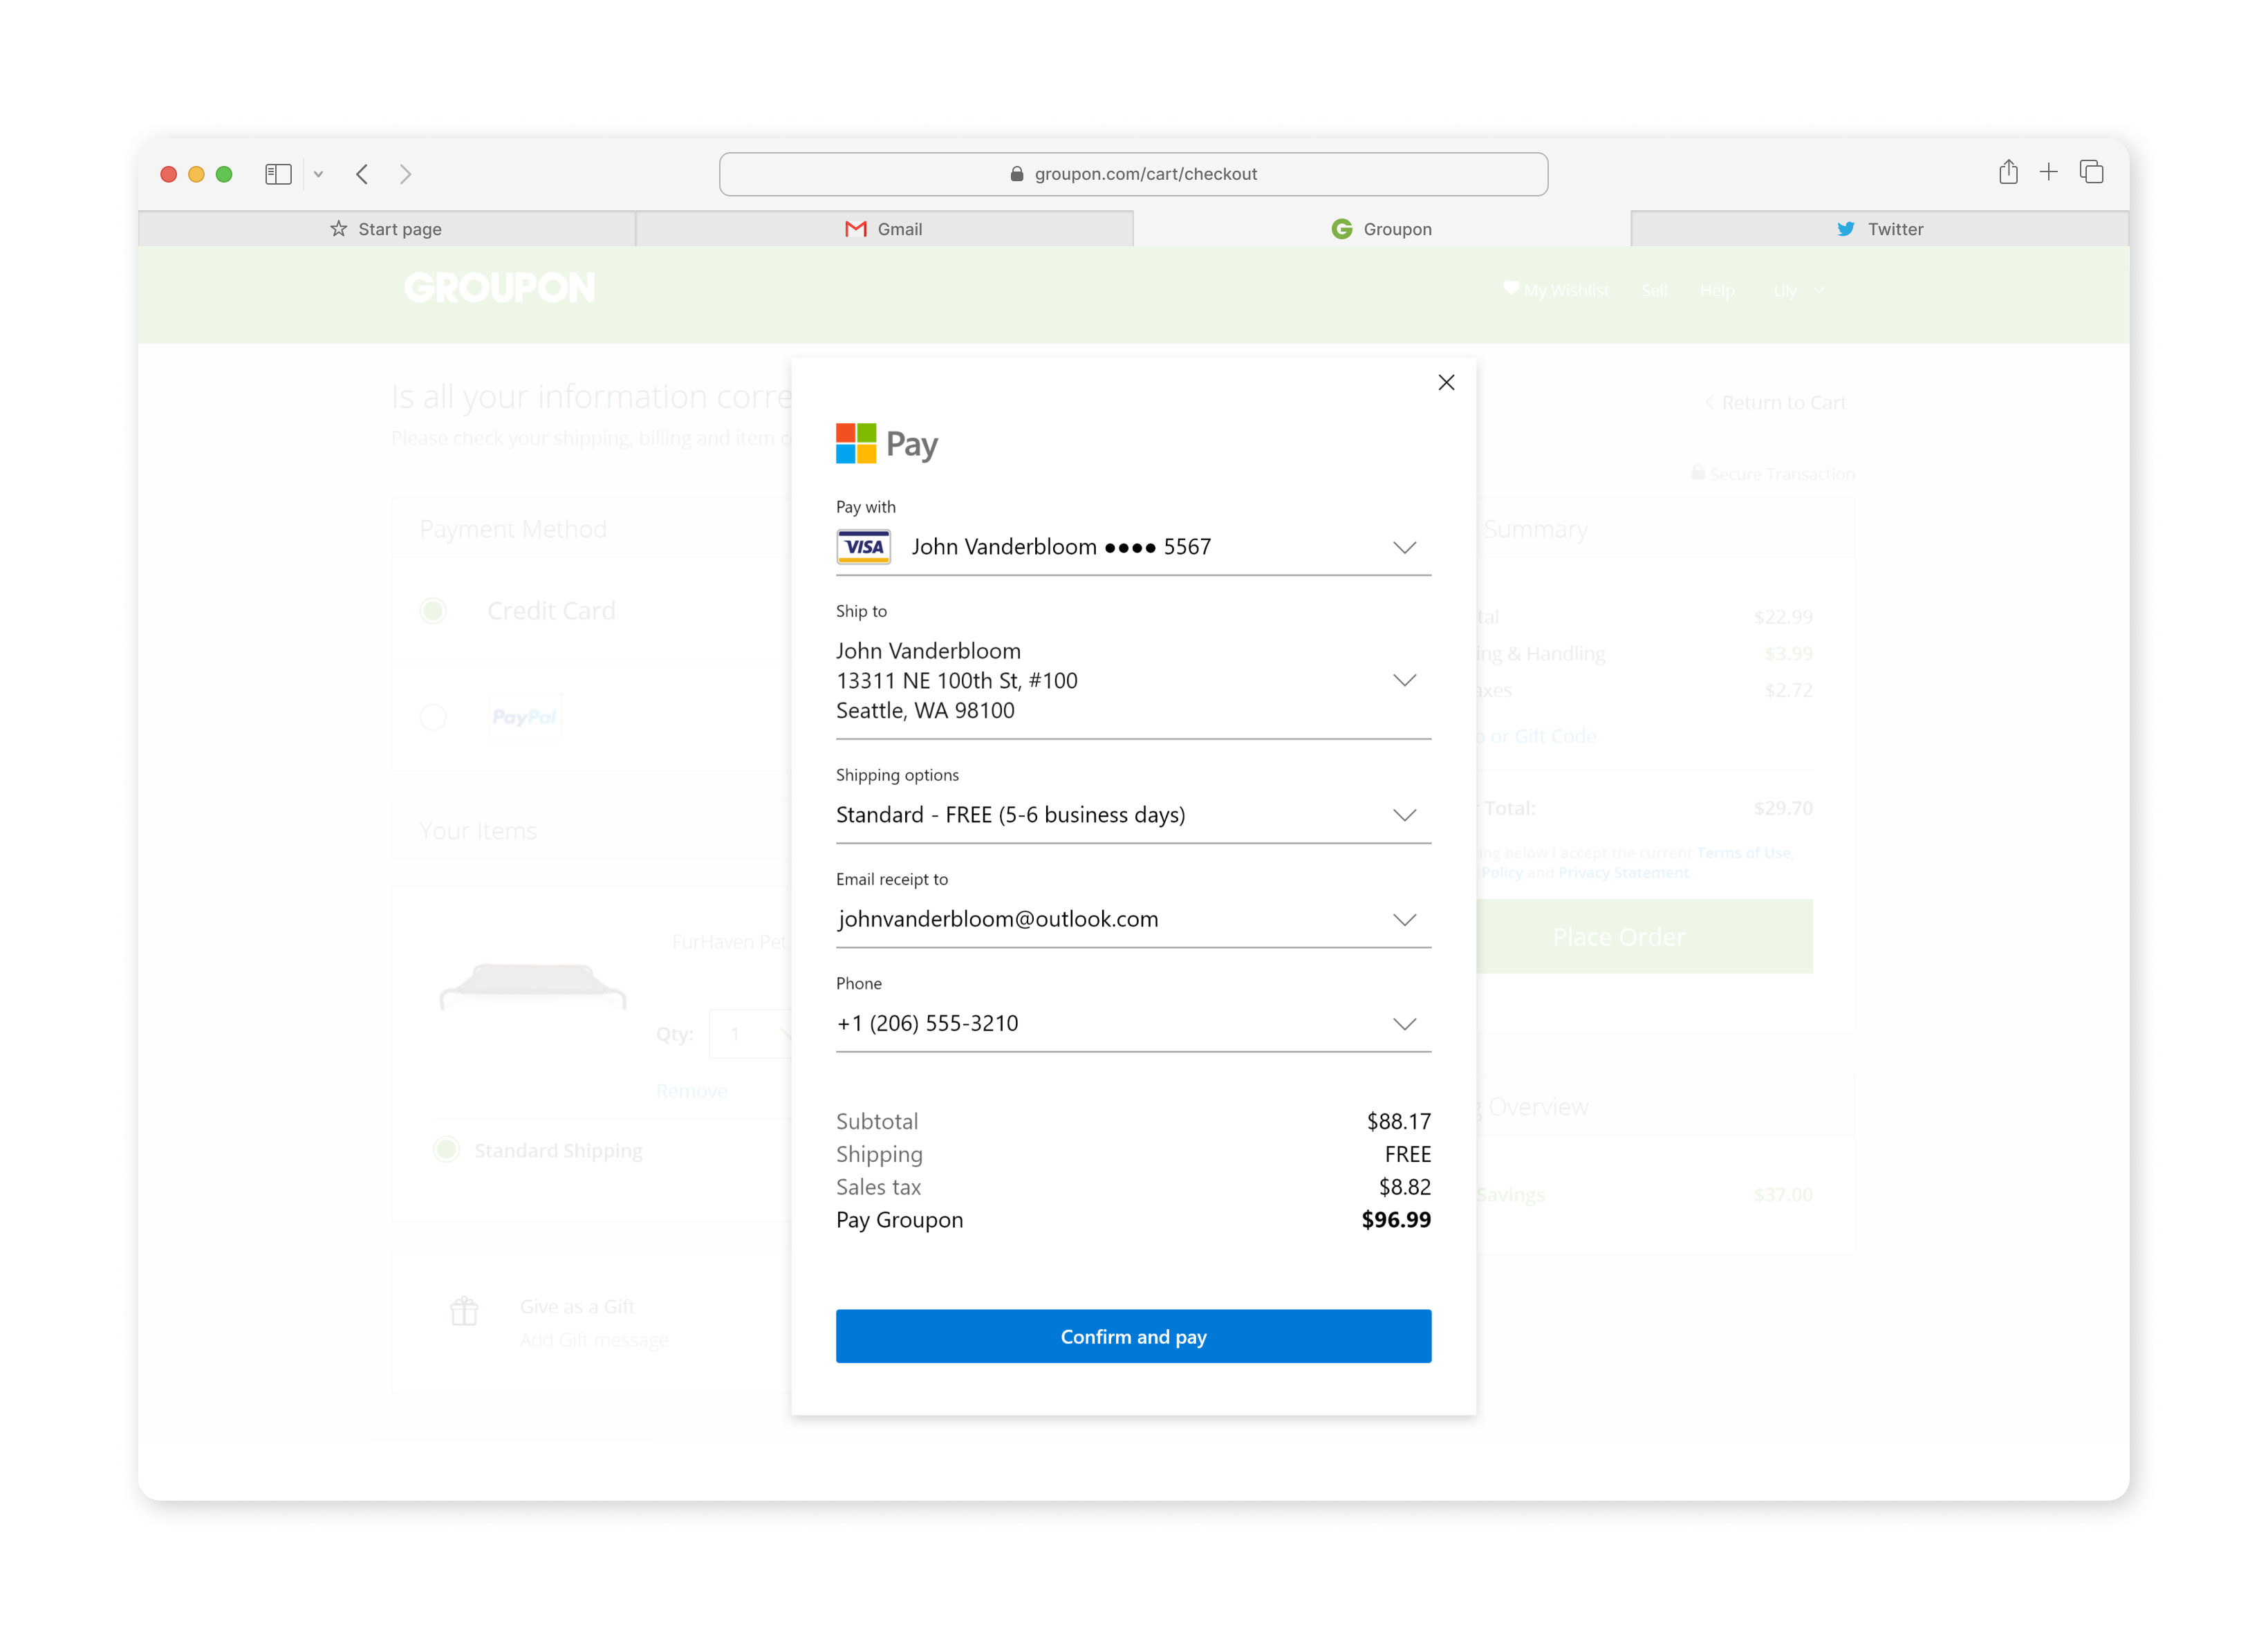 groupon.com/cart/checkout
Start page
Gmail
Groupon
Twitter
GROUPON
My Wishlist
Sell
Help
Lily
Is all your information corre
Please check your shipping, billing and item c
Return to Cart
Secure Transaction
Payment Method
Credit Card
PayPal
Your Items
FurHaven Pet
Qty:
1
Remove
Standard Shipping
Give as a Gift
Add Gift message
Pay
Pay with
VISA
John Vanderbloom •••• 5567
Ship to
John Vanderbloom
13311 NE 100th St, #100
Seattle, WA 98100
Shipping options
Standard - FREE (5-6 business days)
Email receipt to
johnvanderbloom@outlook.com
Phone
+1 (206) 555-3210
Subtotal $88.17
Shipping FREE
Sales tax $8.82
Pay Groupon $96.99
Confirm and pay
Summary
tal $22.99
ing & Handling $3.99
axes $2.72
or Gift Code
Total: $29.70
ing below I accept the current Terms of Use,
Policy and Privacy Statement.
Place Order
Overview
Savings $37.00